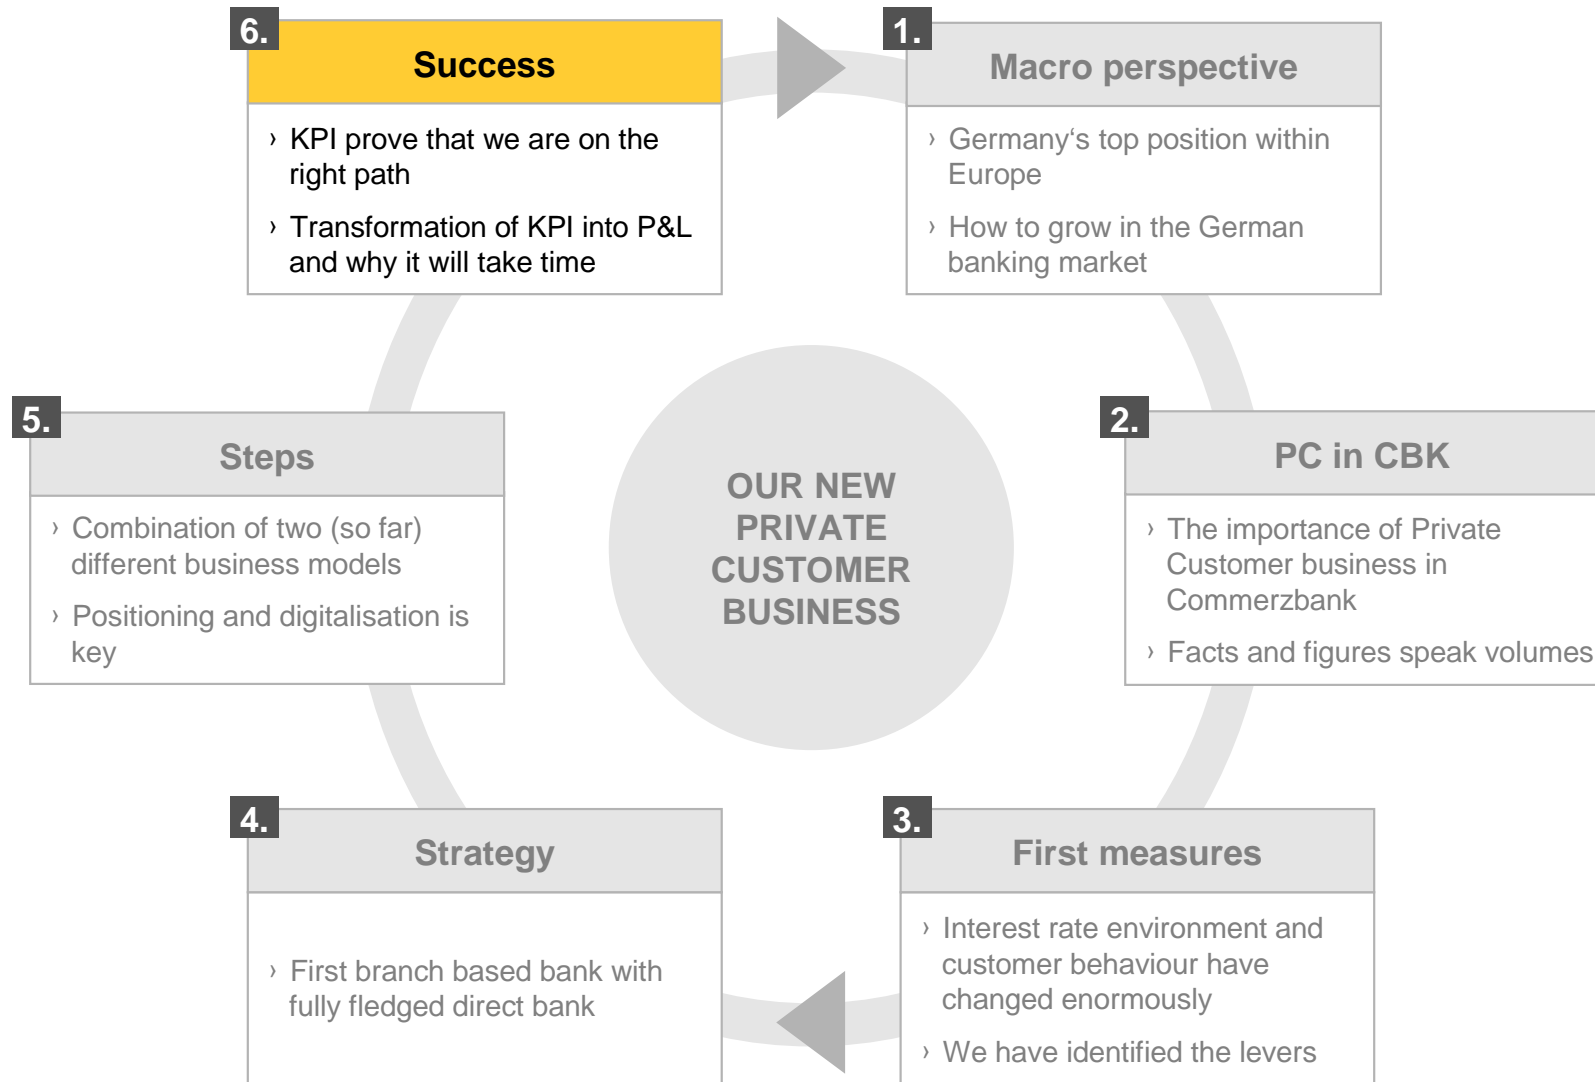 6.
Success
› KPI prove that we are on the
right path
› Transformation of KPI into P&L
and why it will take time
1.
Macro perspective
› Germany‘s top position within
Europe
› How to grow in the German
banking market
5.
Steps
› Combination of two (so far)
different business models
› Positioning and digitalisation is
key
OUR NEW
PRIVATE
CUSTOMER
BUSINESS
2.
PC in CBK
› The importance of Private
Customer business in
Commerzbank
› Facts and figures speak volumes
4.
Strategy
› First branch based bank with
fully fledged direct bank
3.
First measures
› Interest rate environment and
customer behaviour have
changed enormously
› We have identified the levers